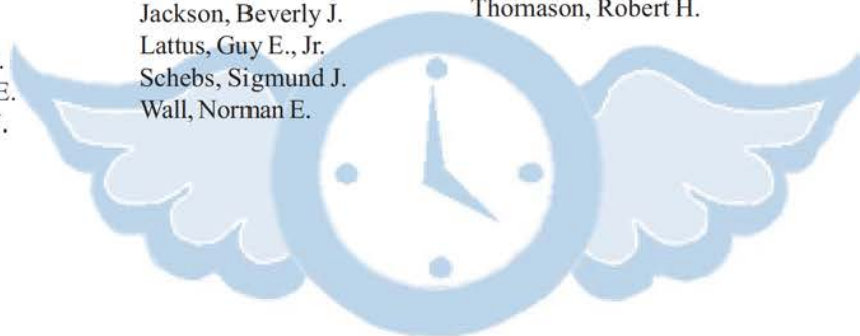 Jackson, Beverly J.
Lattus, Guy E., Jr.
Schebs, Sigmund J.
Wall, Norman E.
Thomason, Robert H.